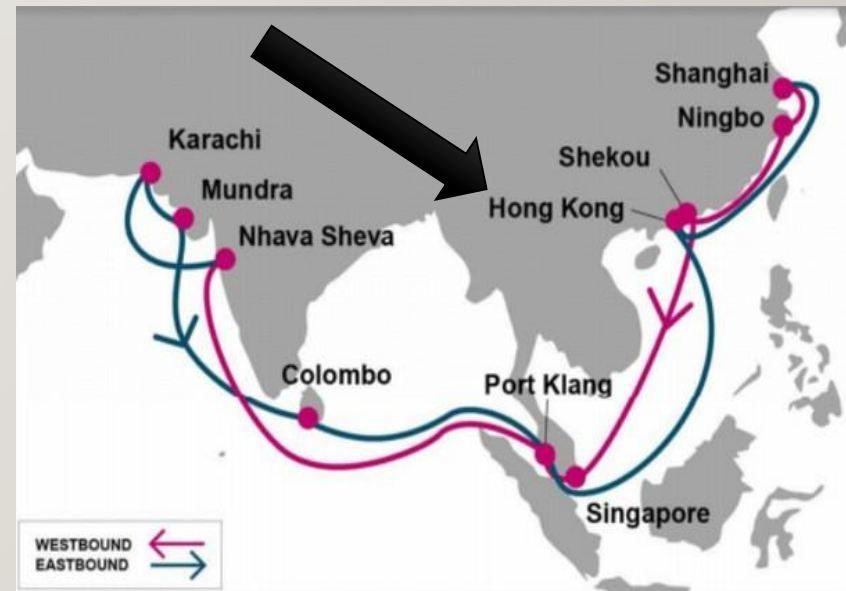 Shanghai
Ningbo
Karachi
Shekou
Mundra
Hong Kong
Nhava Sheva
Colombo
Port Klang
Singapore
WESTBOUND
EASTBOUND